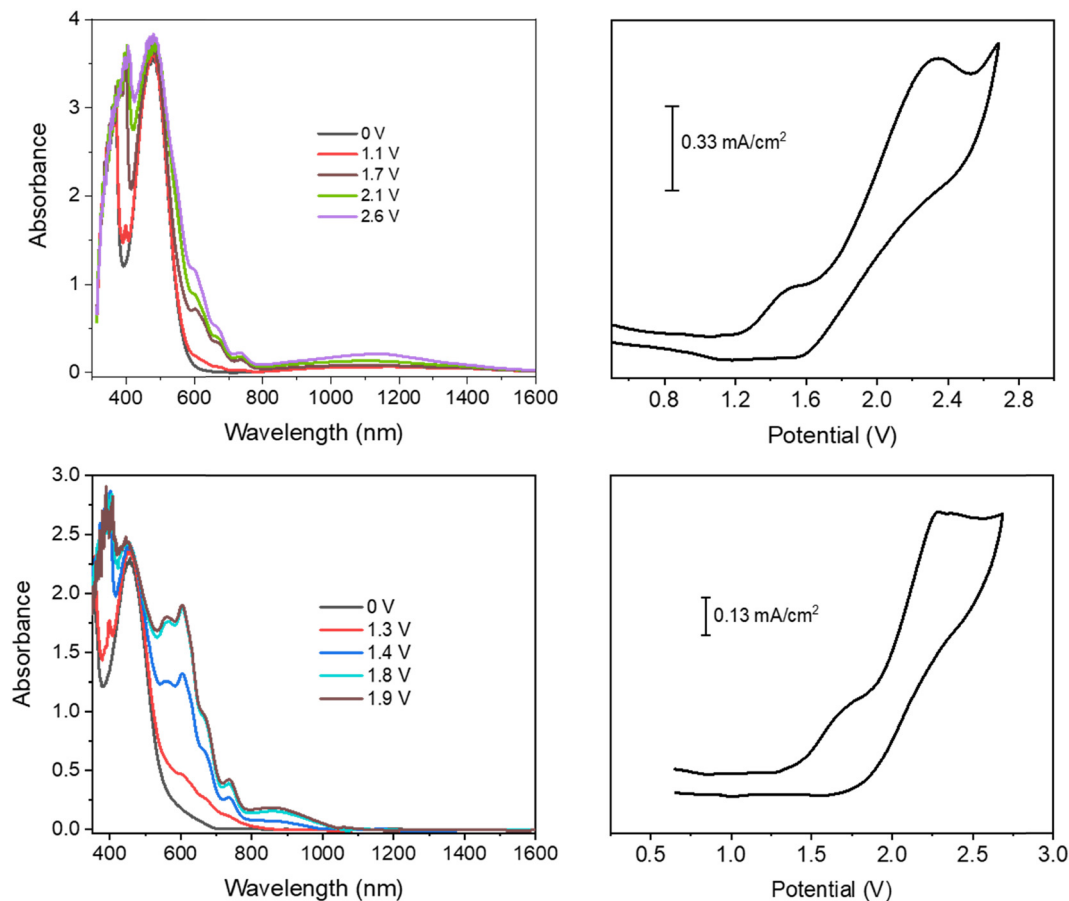 4
3
2
1
0
Absorbance
400 600 800 1000 1200 1400 1600
Wavelength (nm)
0 V
1.1 V
1.7 V
2.1 V
2.6 V
0.33 mA/cm²
0.8 1.2 1.6 2.0 2.4 2.8
Potential (V)
3.0
2.5
2.0
1.5
1.0
0.5
0.0
Absorbance
400 600 800 1000 1200 1400 1600
Wavelength (nm)
0 V
1.3 V
1.4 V
1.8 V
1.9 V
0.13 mA/cm²
0.5 1.0 1.5 2.0 2.5 3.0
Potential (V)